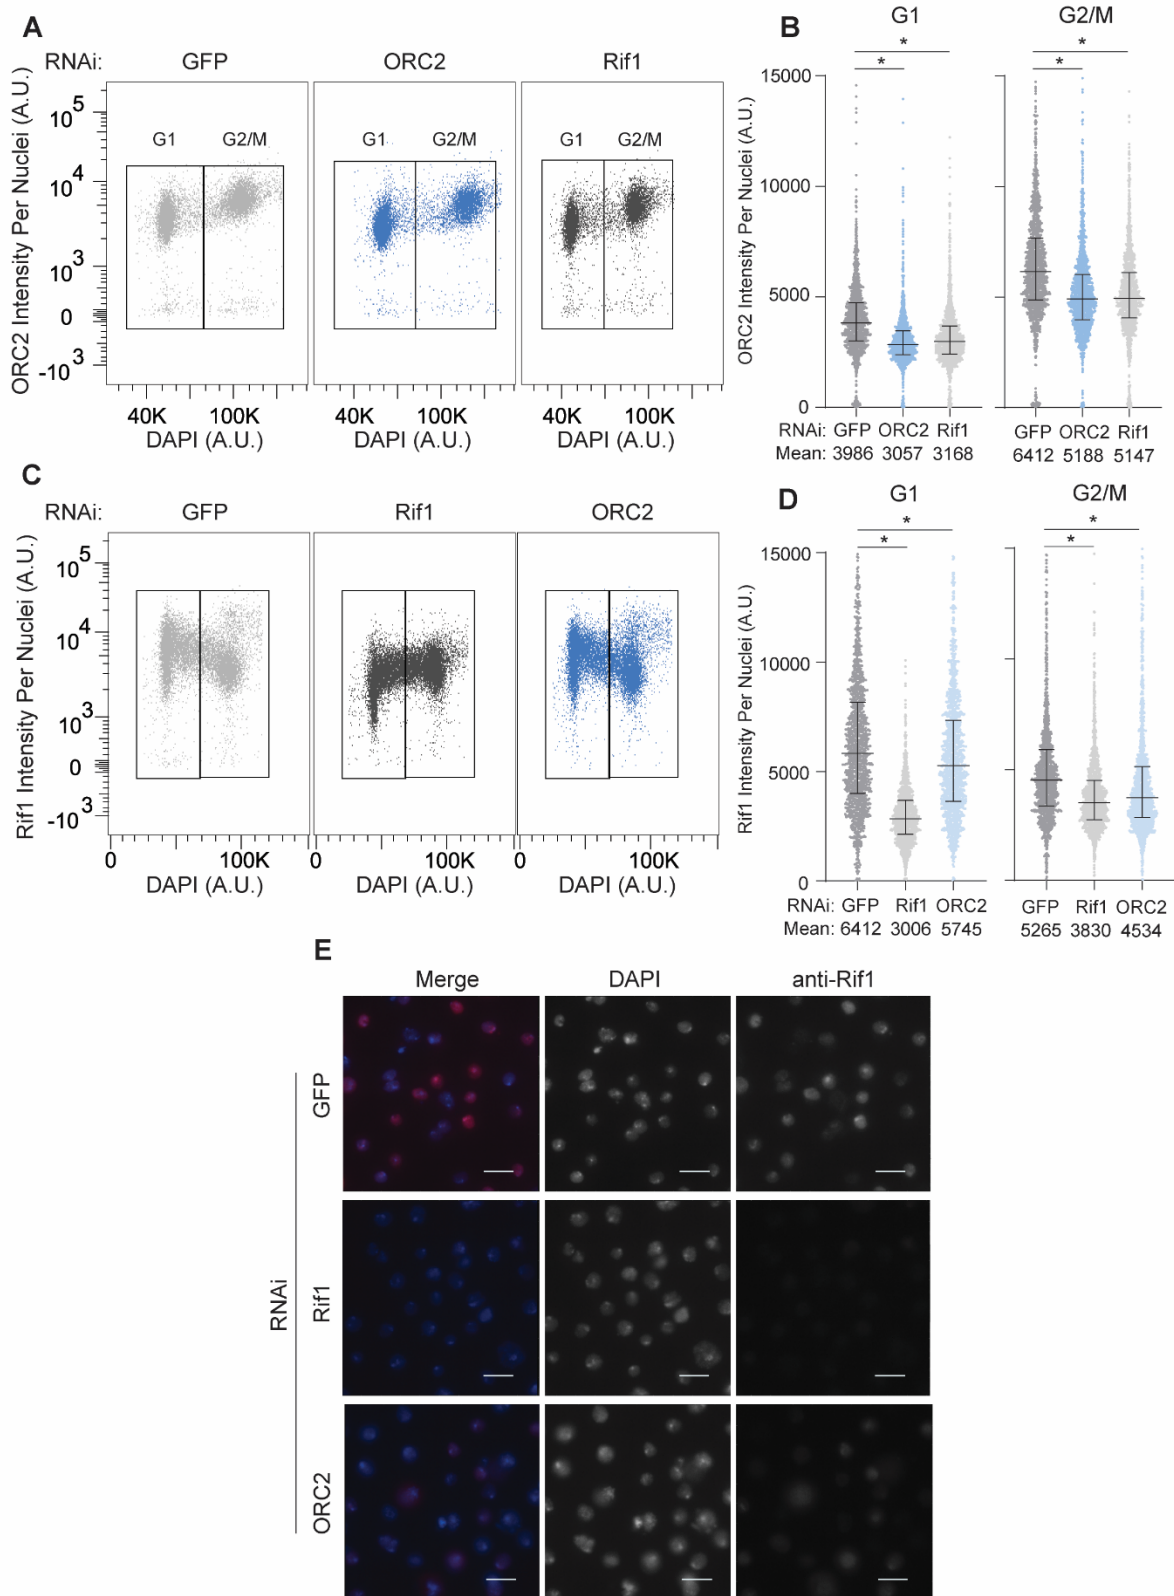 A
RNAi: GFP ORC2 Rif1
ORC2 Intensity Per Nuclei (A.U.)
10^5
10^4
10^3
0
-10^3
G1 G2/M G1 G2/M G1 G2/M
40K 100K 40K 100K 40K 100K
DAPI (A.U.) DAPI (A.U.) DAPI (A.U.)
B
G1 G2/M
* *
* *
ORC2 Intensity Per Nuclei (A.U.)
15000
10000
5000
0
RNAi: GFP ORC2 Rif1 GFP ORC2 Rif1
Mean: 3986 3057 3168 6412 5188 5147
C
RNAi: GFP Rif1 ORC2
Rif1 Intensity Per Nuclei (A.U.)
10^5
10^4
10^3
0
-10^3
0 100K 0 100K 0 100K
DAPI (A.U.) DAPI (A.U.) DAPI (A.U.)
D
G1 G2/M
* *
* *
Rif1 Intensity Per Nuclei (A.U.)
15000
10000
5000
0
RNAi: GFP Rif1 ORC2 GFP Rif1 ORC2
Mean: 6412 3006 5745 5265 3830 4534
E
Merge DAPI anti-Rif1
RNAi
GFP
Rif1
ORC2